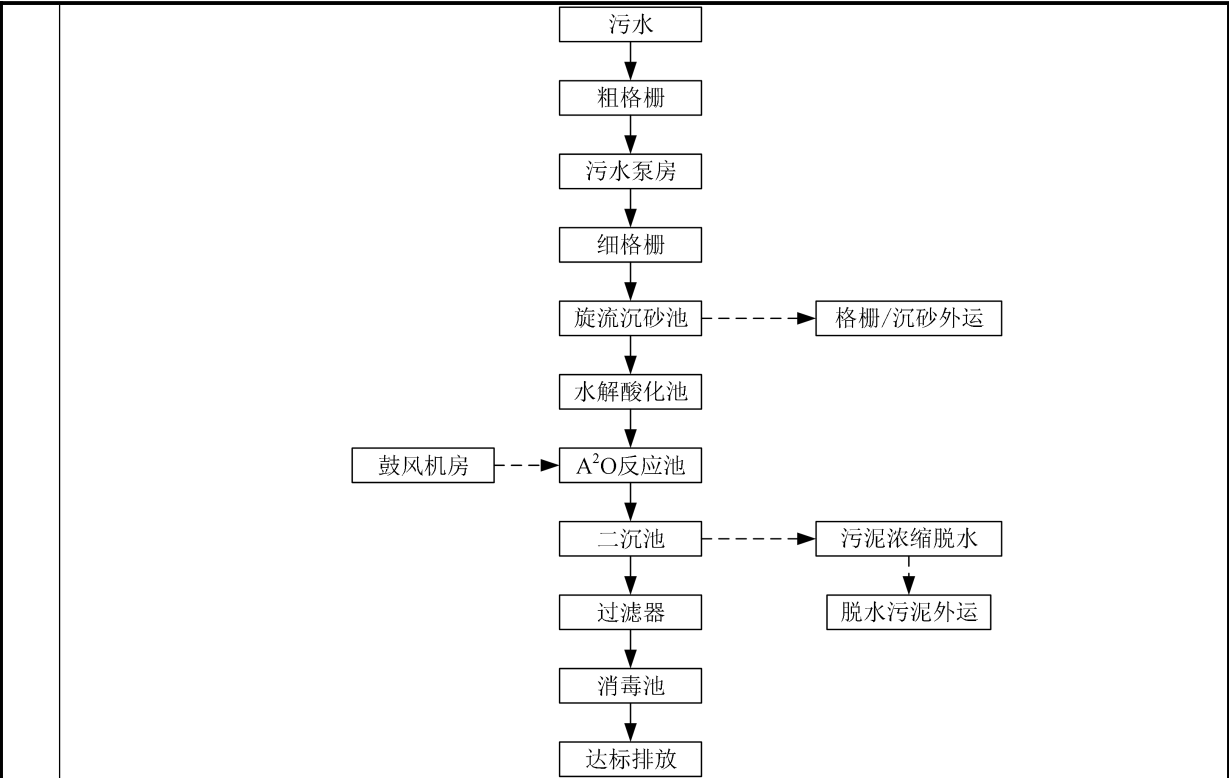 污水
粗格栅
污水泵房
细格栅
旋流沉砂池
格栅/沉砂外运
水解酸化池
鼓风机房
A²O反应池
二沉池
污泥浓缩脱水
过滤器
脱水污泥外运
消毒池
达标排放